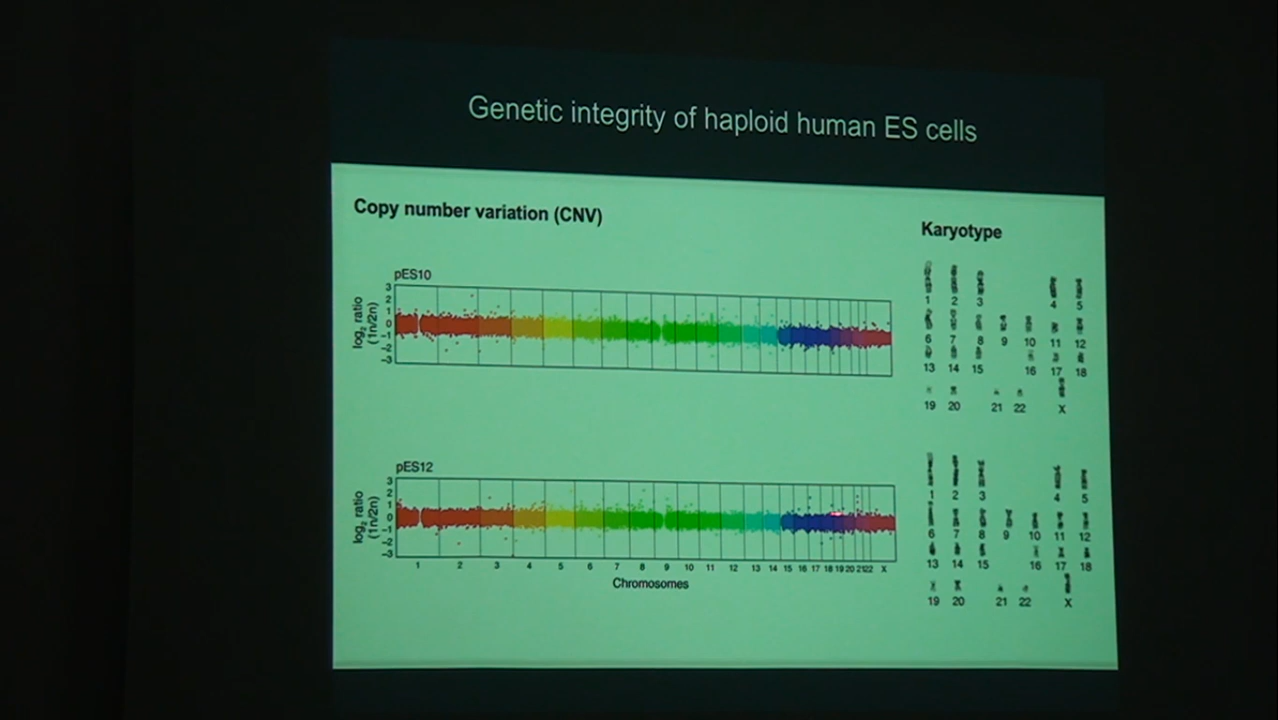 Genetic integrity of haploid human ES cells
Copy number variation (CNV)
Karyotype
pES10
log₂ ratio
(1n/2n)
3
2
1
0
−1
−2
−3
1 2 3 4 5
6 7 8 9 10 11 12
13 14 15 16 17 18
19 20 21 22 X
pES12
log₂ ratio
(1n/2n)
3
2
1
0
−1
−2
−3
1 2 3 4 5 6 7 8 9 10 11 12 13 14 15 16 17 18 19 20 21 22 X
Chromosomes
1 2 3 4 5
6 7 8 9 10 11 12
13 14 15 16 17 18
19 20 21 22 X